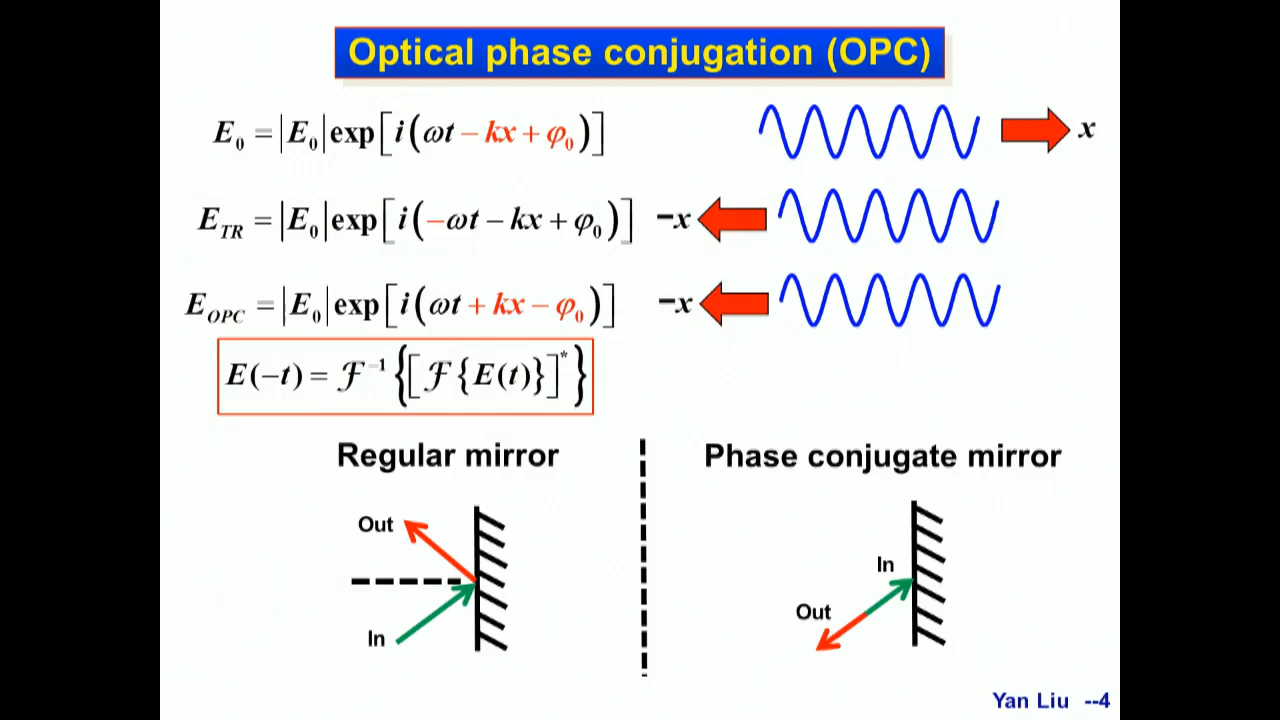 Optical phase conjugation (OPC)
E₀ = |E₀| exp[i(ωt − kx + φ₀)]
x
E_TR = |E₀| exp[i(−ωt − kx + φ₀)]
−x
E_OPC = |E₀| exp[i(ωt + kx − φ₀)]
−x
E(−t) = ℱ⁻¹{[ℱ{E(t)}]*}
Regular mirror
Phase conjugate mirror
Out
In
In
Out
Yan Liu --4